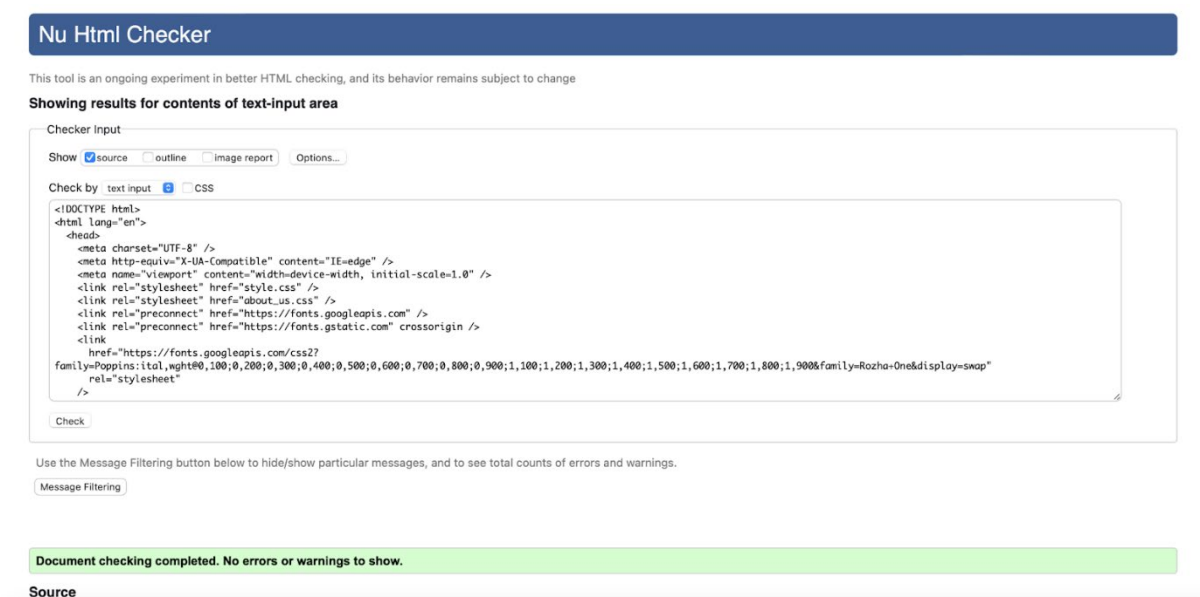 Nu Html Checker
This tool is an ongoing experiment in better HTML checking, and its behavior remains subject to change
Showing results for contents of text-input area
Checker Input
Show source outline image report Options...
Check by text input CSS
<!DOCTYPE html>
<html lang="en">
<head>
<meta charset="UTF-8" />
<meta http-equiv="X-UA-Compatible" content="IE=edge" />
<meta name="viewport" content="width=device-width, initial-scale=1.0" />
<link rel="stylesheet" href="style.css" />
<link rel="stylesheet" href="about_us.css" />
<link rel="preconnect" href="https://fonts.googleapis.com" />
<link rel="preconnect" href="https://fonts.gstatic.com" crossorigin />
<link
href="https://fonts.googleapis.com/css2?
family=Poppins:ital,wght@0,100;0,200;0,300;0,400;0,500;0,600;0,700;0,800;0,900;1,100;1,200;1,300;1,400;1,500;1,600;1,700;1,800;1,900&family=Rozha+One&display=swap"
rel="stylesheet"
/>
Check
Use the Message Filtering button below to hide/show particular messages, and to see total counts of errors and warnings.
Message Filtering
Document checking completed. No errors or warnings to show.
Source